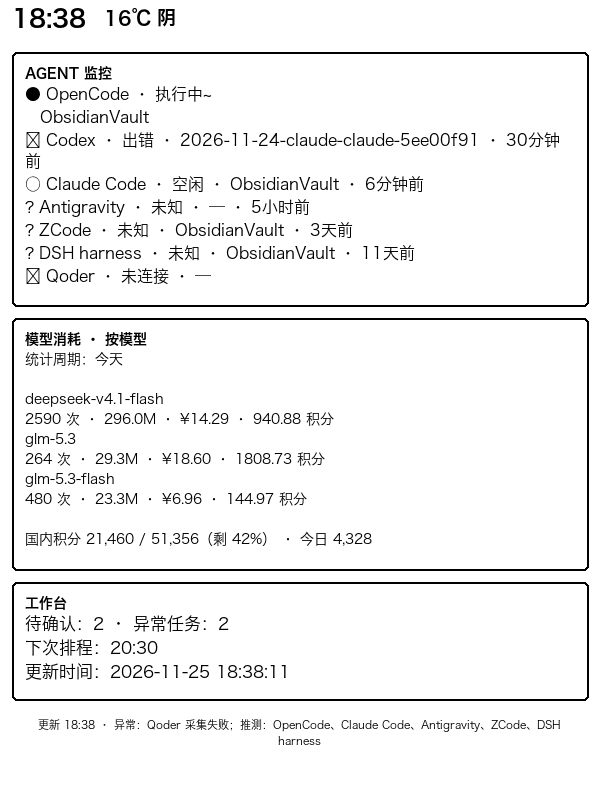 18:38 16℃ 阴
AGENT 监控
● OpenCode · 执行中~
ObsidianVault
☒ Codex · 出错 · 2026-11-24-claude-claude-5ee00f91 · 30分钟
前
○ Claude Code · 空闲 · ObsidianVault · 6分钟前
? Antigravity · 未知 · — · 5小时前
? ZCode · 未知 · ObsidianVault · 3天前
? DSH harness · 未知 · ObsidianVault · 11天前
☒ Qoder · 未连接 · —
模型消耗 · 按模型
统计周期：今天
deepseek-v4.1-flash
2590 次 · 296.0M · ¥14.29 · 940.88 积分
glm-5.3
264 次 · 29.3M · ¥18.60 · 1808.73 积分
glm-5.3-flash
480 次 · 23.3M · ¥6.96 · 144.97 积分
国内积分 21,460 / 51,356（剩 42%） · 今日 4,328
工作台
待确认：2 · 异常任务：2
下次排程：20:30
更新时间：2026-11-25 18:38:11
更新 18:38 · 异常：Qoder 采集失败；推测：OpenCode、Claude Code、Antigravity、ZCode、DSH
harness